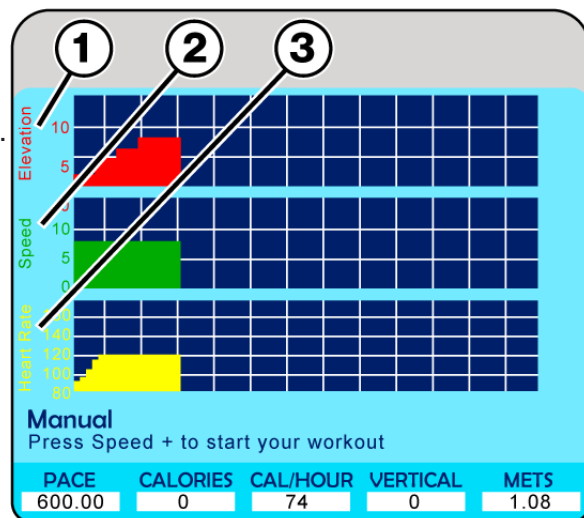 1 2 3
Elevation
10
5
0
Speed
10
5
0
Heart Rate
140
120
100
80
Manual
Press Speed + to start your workout
PACE CALORIES CAL/HOUR VERTICAL METS
600.00 0 74 0 1.08